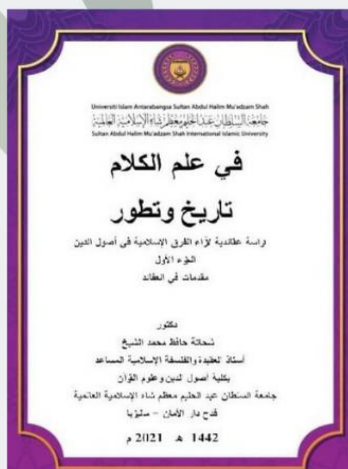 Universiti Islam Antarabangsa Sultan Abdul Halim Mu'adzam Shah
جامعة السلطان عبد الحليم معظم شاه الإسلامية العالمية
Sultan Abdul Halim Mu'adzam Shah International Islamic University
في علم الكلام
تاريخ وتطور
دراسة عقائدية لآراء الفرق الإسلامية في أصول الدين
الجزء الأول
مقدمات في العقائد
دكتور
شحاتة حافظ محمد الشيخ
أستاذ العقيدة والفلسفة الإسلامية المساعد
بكلية أصول الدين وعلوم القرآن
جامعة السلطان عبد الحليم معظم شاه الإسلامية العالمية
قدح دار الأمان – ماليزيا
1442 هـ 2021 م